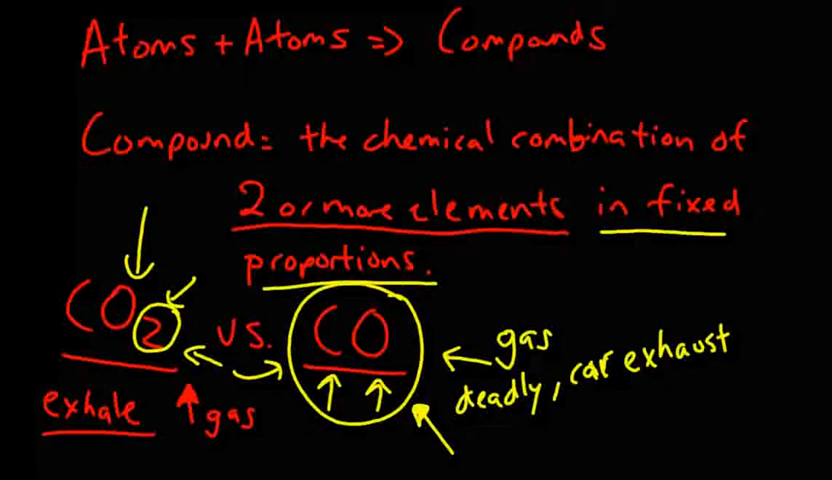 Atoms + Atoms => Compounds
Compound = the chemical combination of
2 or more elements in fixed
proportions.
CO2 vs. CO ← gas
deadly, car exhaust
exhale ↑ gas